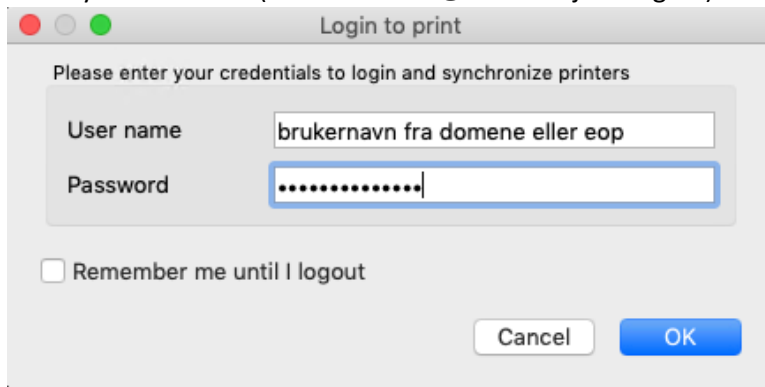 Login to print
Please enter your credentials to login and synchronize printers
User name brukernavn fra domene eller eop
Password ••••••••••••••
Remember me until I logout
Cancel OK